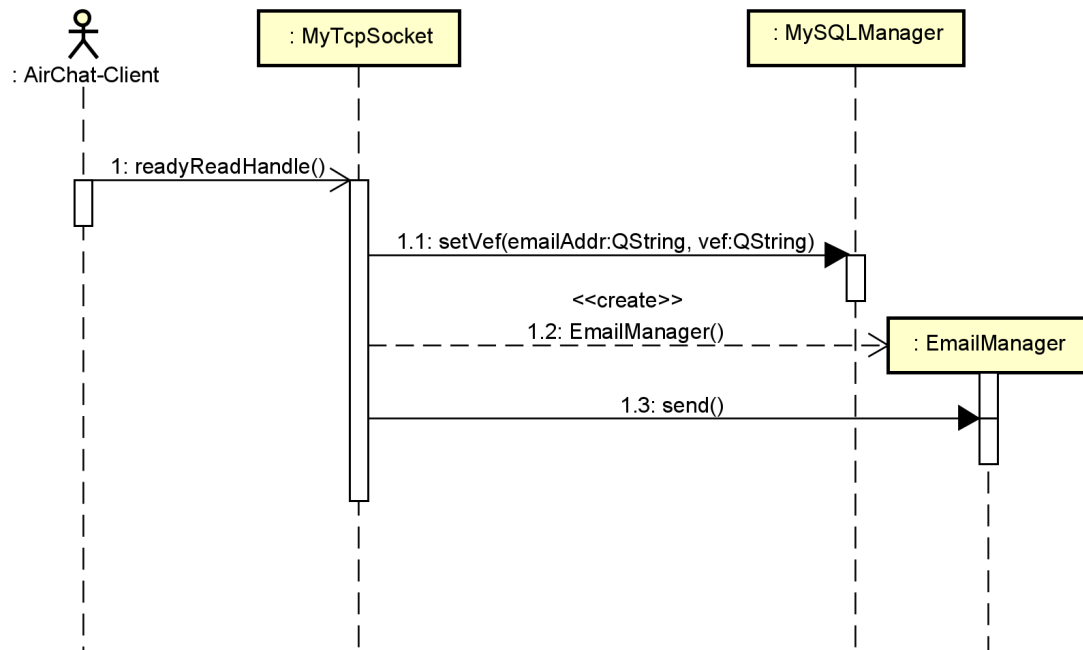 : MyTcpSocket
: MySQLManager
: AirChat-Client
1: readyReadHandle()
1.1: setVef(emailAddr:QString, vef:QString)
<<create>>
1.2: EmailManager()
: EmailManager
1.3: send()